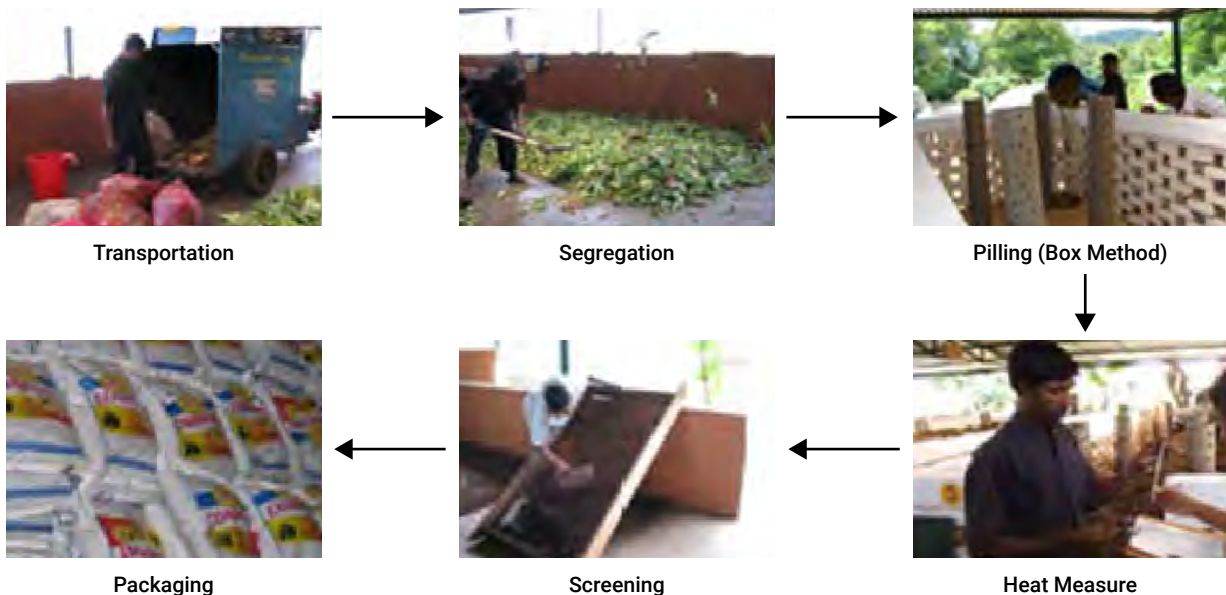 Transportation
Segregation
Pilling (Box Method)
Heat Measure
Screening
Packaging